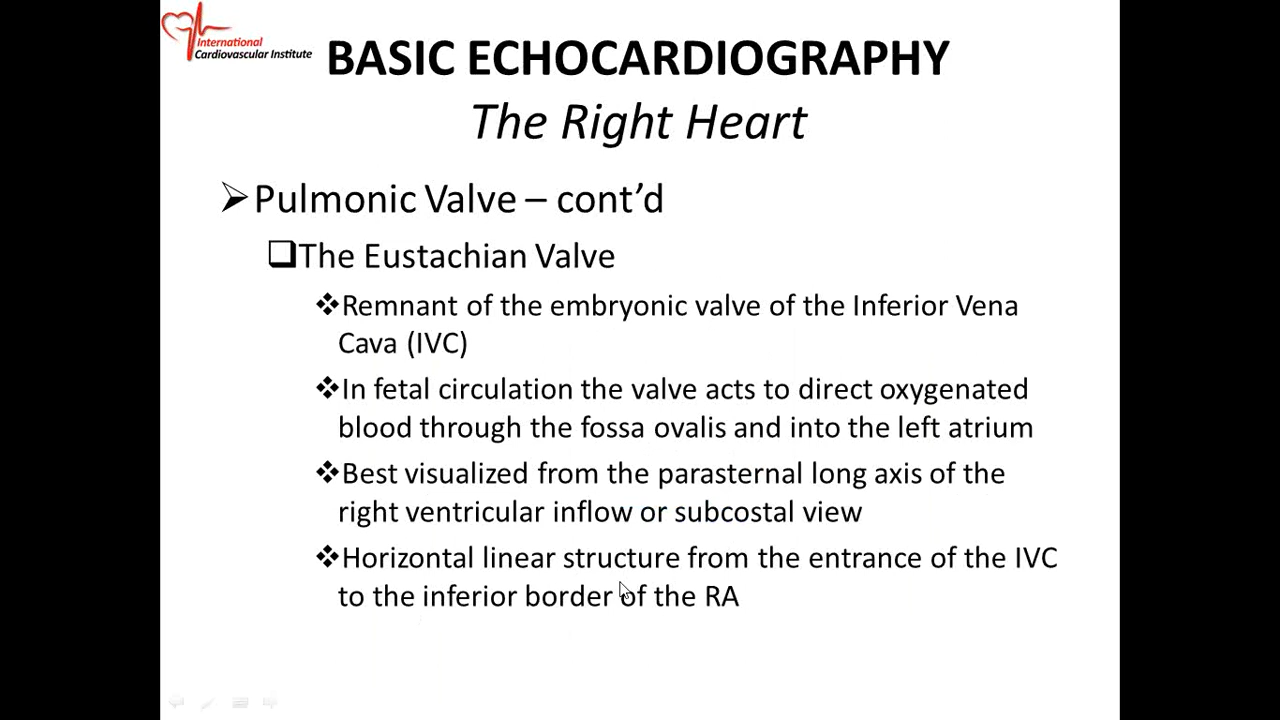 International
Cardiovascular Institute
BASIC ECHOCARDIOGRAPHY
The Right Heart
Pulmonic Valve – cont’d
The Eustachian Valve
Remnant of the embryonic valve of the Inferior Vena
Cava (IVC)
In fetal circulation the valve acts to direct oxygenated
blood through the fossa ovalis and into the left atrium
Best visualized from the parasternal long axis of the
right ventricular inflow or subcostal view
Horizontal linear structure from the entrance of the IVC
to the inferior border of the RA